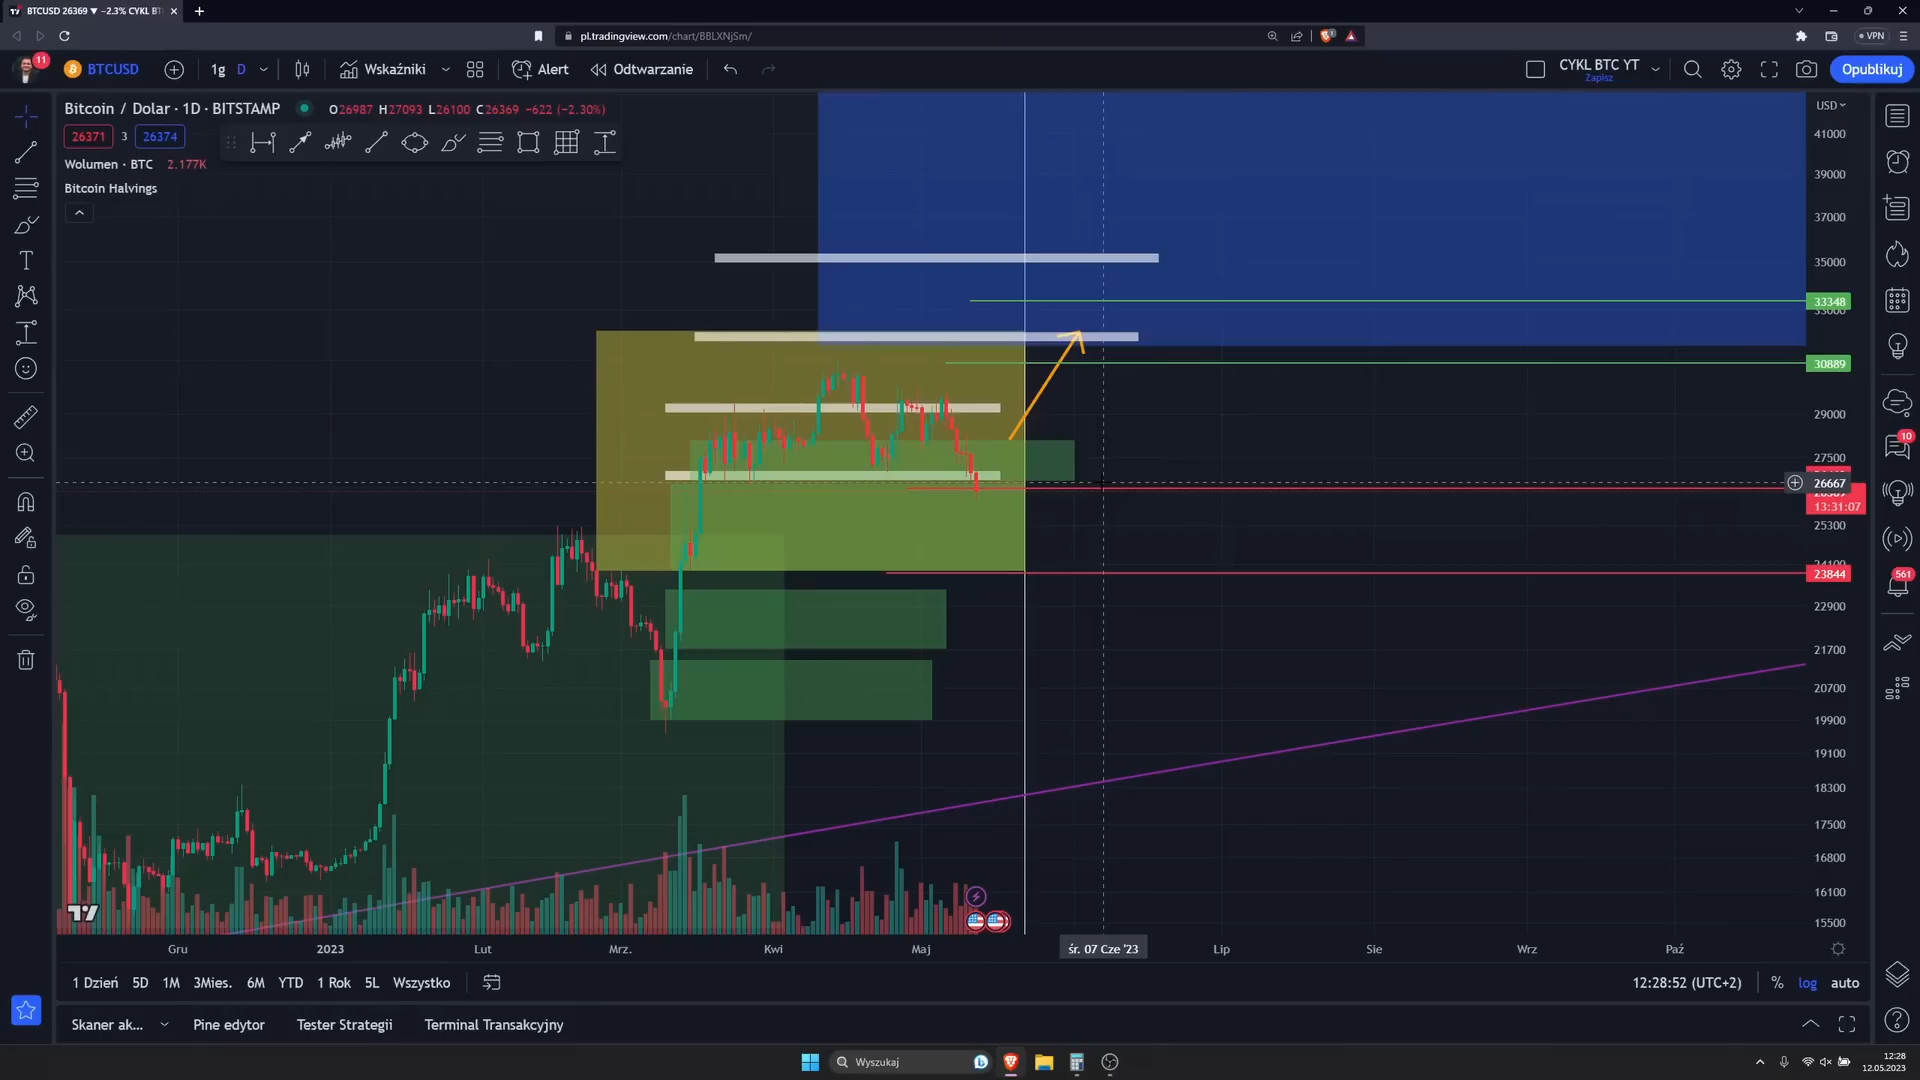 BTCUSD 26369 ▼ −2.3% CYKL BT
pl.tradingview.com/chart/BBLXNjSm/
VPN
11
BTCUSD
1g
D
Wskaźniki
Alert
Odtwarzanie
CYKL BTC YT
Zapisz
Opublikuj
Bitcoin / Dolar · 1D · BITSTAMP
O26987 H27093 L26100 C26369 −622 (−2.30%)
26371
3
26374
Wolumen · BTC 2.177K
Bitcoin Halvings
USD
41000
39000
37000
35000
33348
33000
30889
29000
27500
26667
13:31:07
25300
23844
22900
21700
20700
19900
19100
18300
17500
16800
16100
15500
10
561
Gru
2023
Lut
Mrz.
Kwi
Maj
śr. 07 Cze '23
Lip
Sie
Wrz
Paź
1 Dzień
5D
1M
3Mies.
6M
YTD
1 Rok
5L
Wszystko
12:28:52 (UTC+2)
%
log
auto
Skaner ak...
Pine edytor
Tester Strategii
Terminal Transakcyjny
Wyszukaj
12:28
12.05.2023